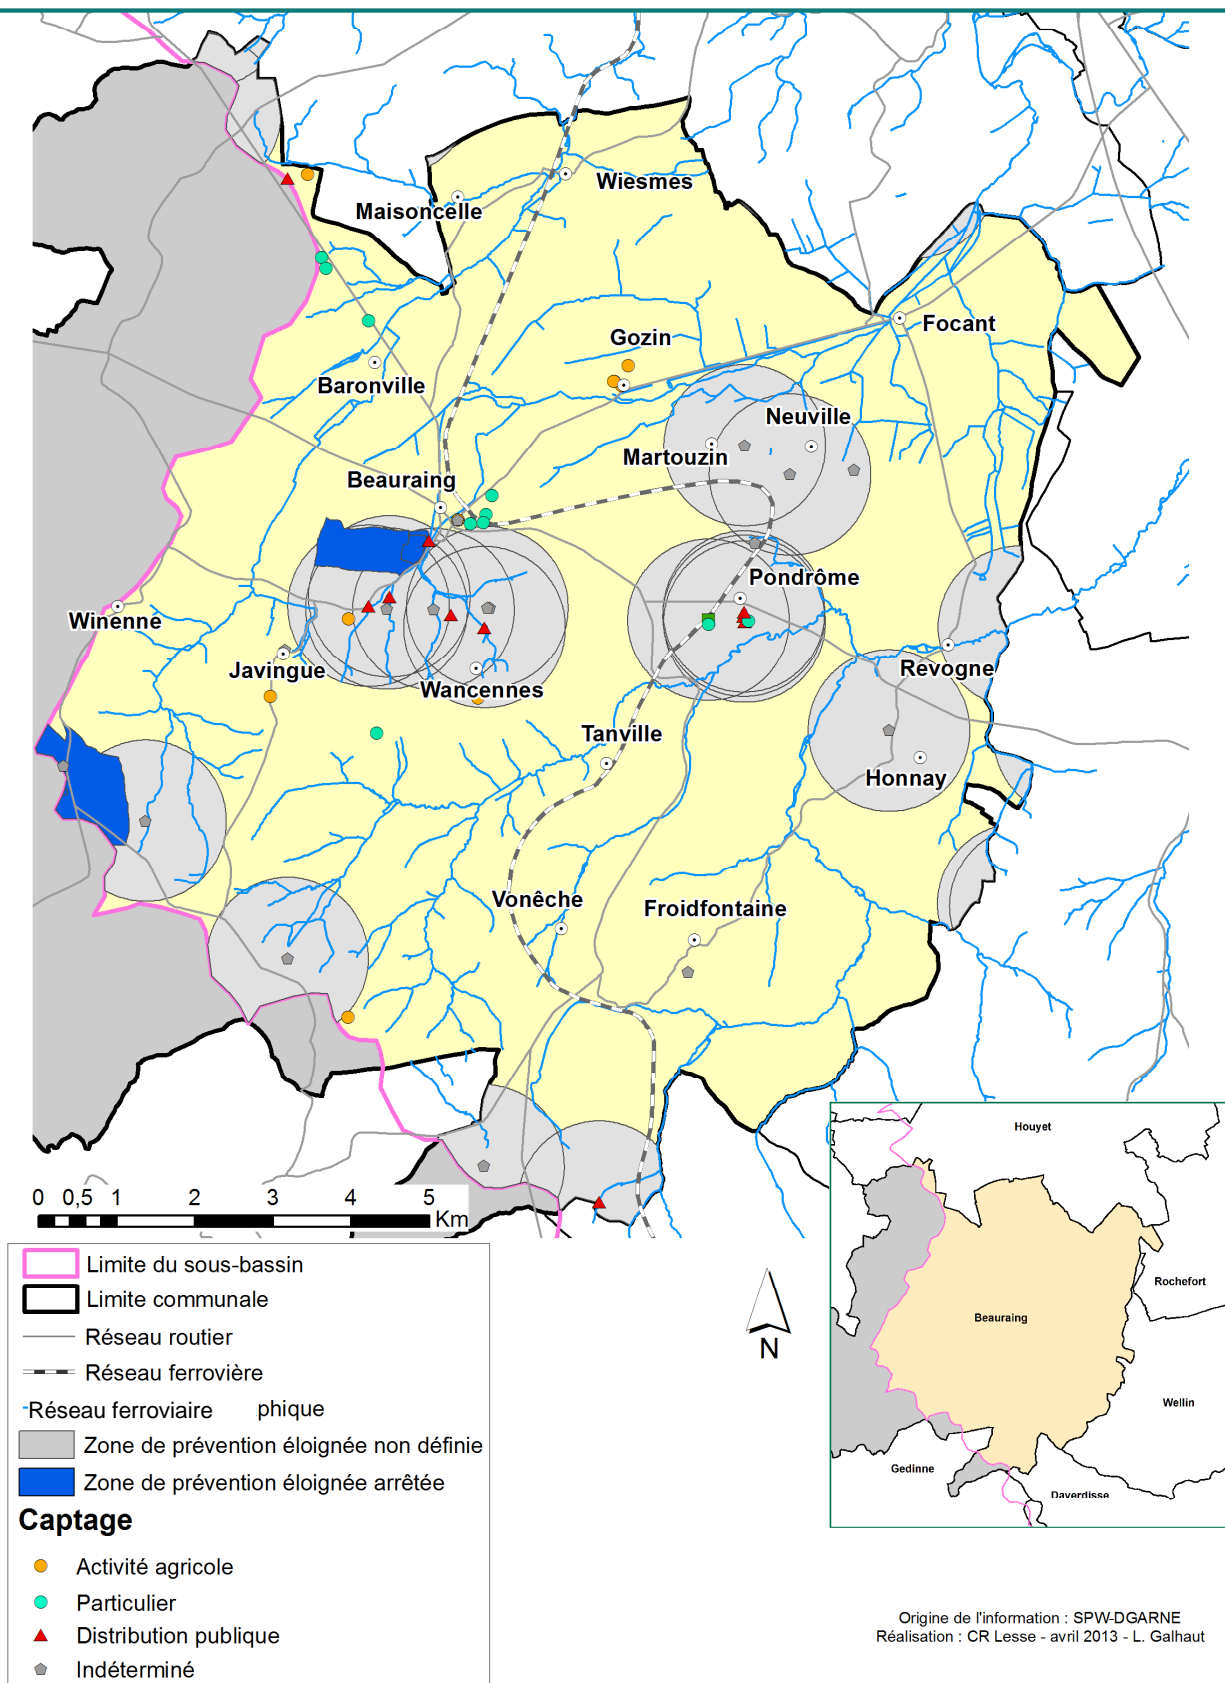 Wiesmes
Maisoncelle
Focant
Gozin
Baronville
Neuville
Martouzin
Beauraing
Pondrôme
Winenne
Javingue
Revogne
Wancennes
Tanville
Honnay
Vonêche
Froidfontaine
0 0,5 1 2 3 4 5
Km
Limite du sous-bassin
Limite communale
Réseau routier
Réseau ferrovière
Réseau ferroviaire phique
Zone de prévention éloignée non définie
Zone de prévention éloignée arrêtée
Captage
Activité agricole
Particulier
Distribution publique
Indéterminé
N
Houyet
Rochefort
Beauraing
Wellin
Gedinne
Daverdisse
Origine de l'information : SPW-DGARNE
Réalisation : CR Lesse - avril 2013 - L. Galhaut